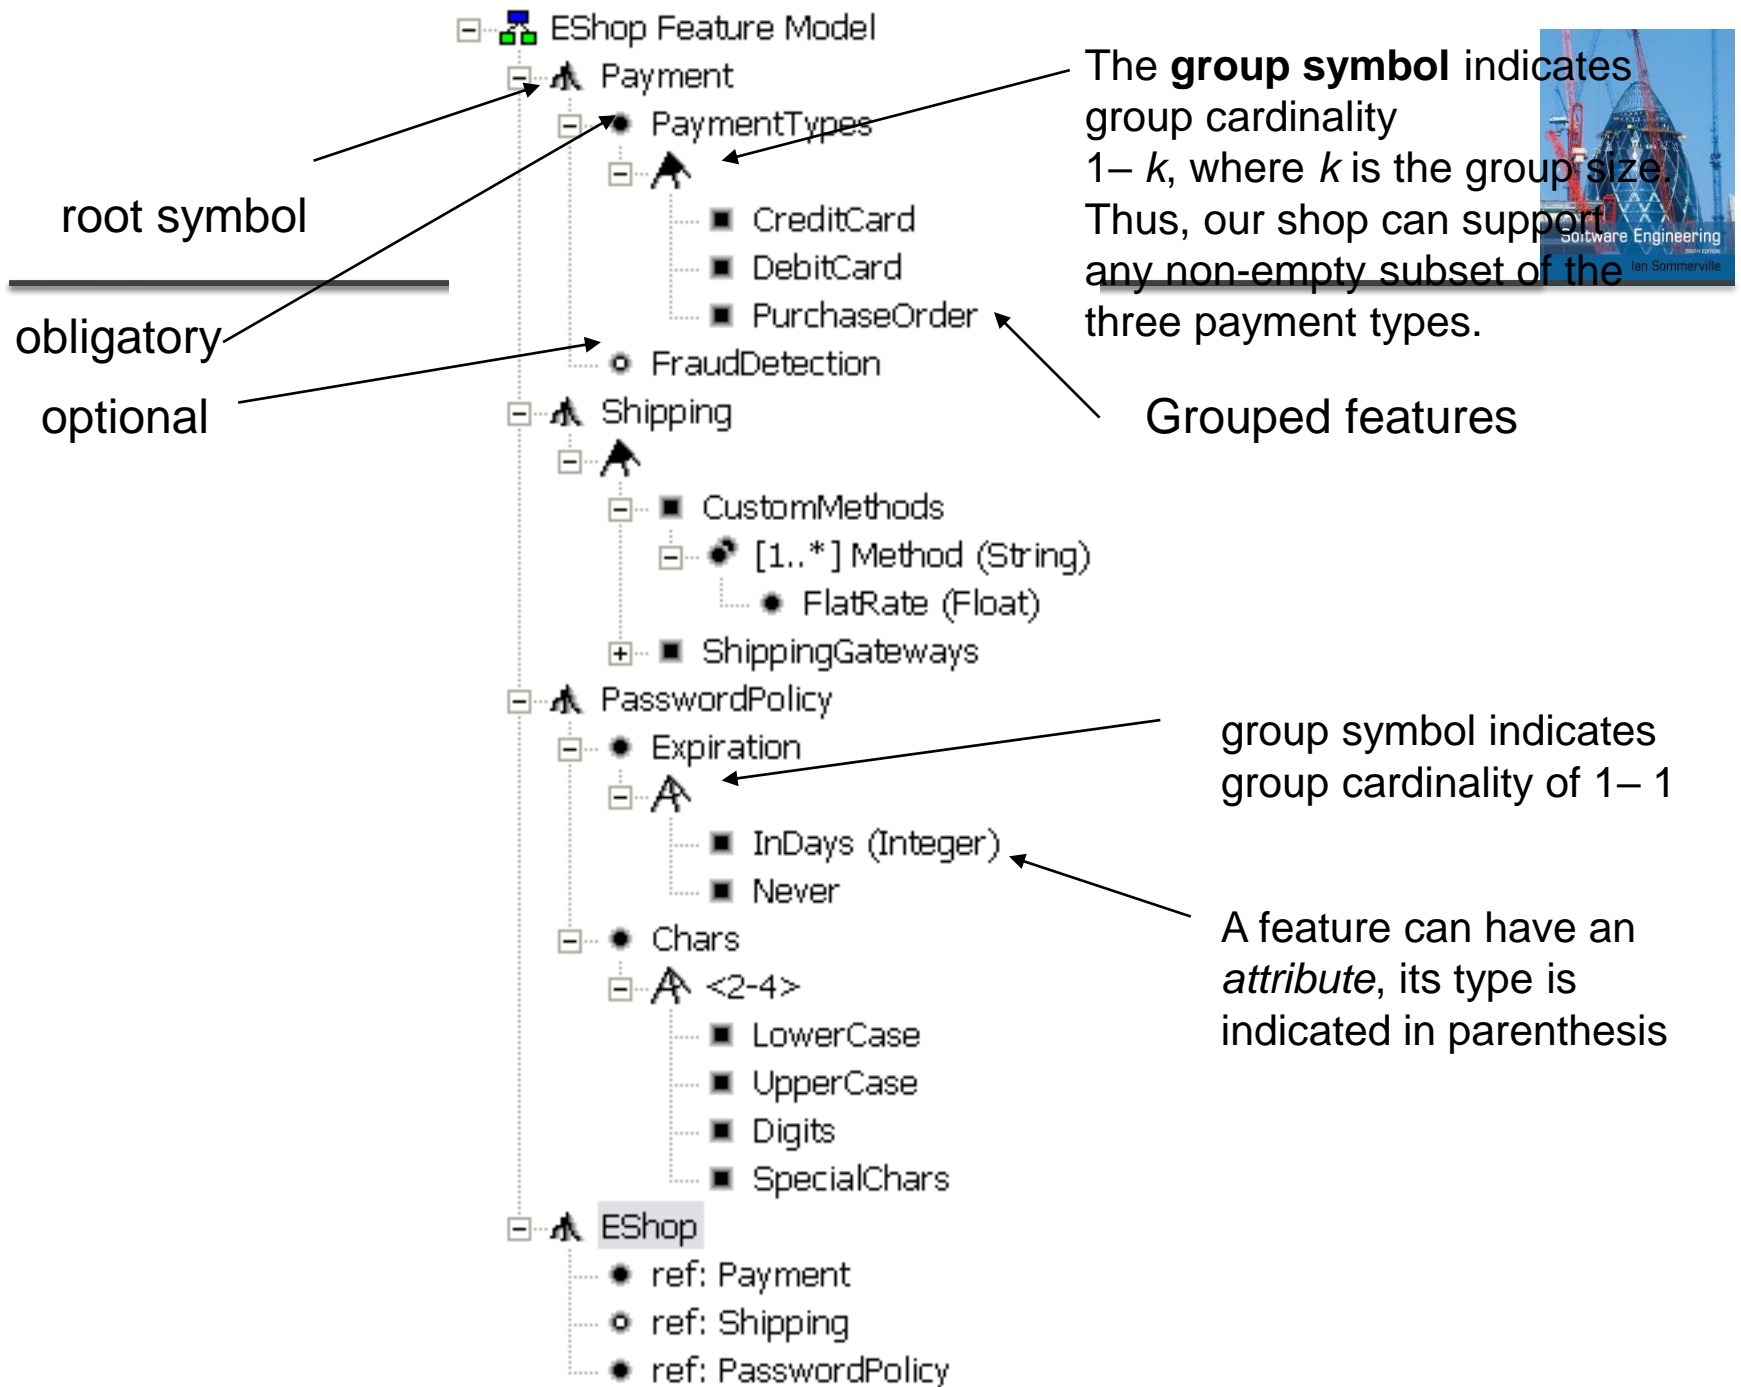 EShop Feature Model
Payment
PaymentTypes
CreditCard
DebitCard
PurchaseOrder
FraudDetection
Shipping
CustomMethods
[1..*] Method (String)
FlatRate (Float)
ShippingGateways
PasswordPolicy
Expiration
InDays (Integer)
Never
Chars
<2-4>
LowerCase
UpperCase
Digits
SpecialChars
EShop
ref: Payment
ref: Shipping
ref: PasswordPolicy
root symbol
obligatory
optional
The group symbol indicates
group cardinality
1– k, where k is the group size.
Thus, our shop can support
any non-empty subset of the
three payment types.
Software Engineering
TENTH EDITION
Ian Sommerville
Grouped features
group symbol indicates
group cardinality of 1– 1
A feature can have an
attribute, its type is
indicated in parenthesis